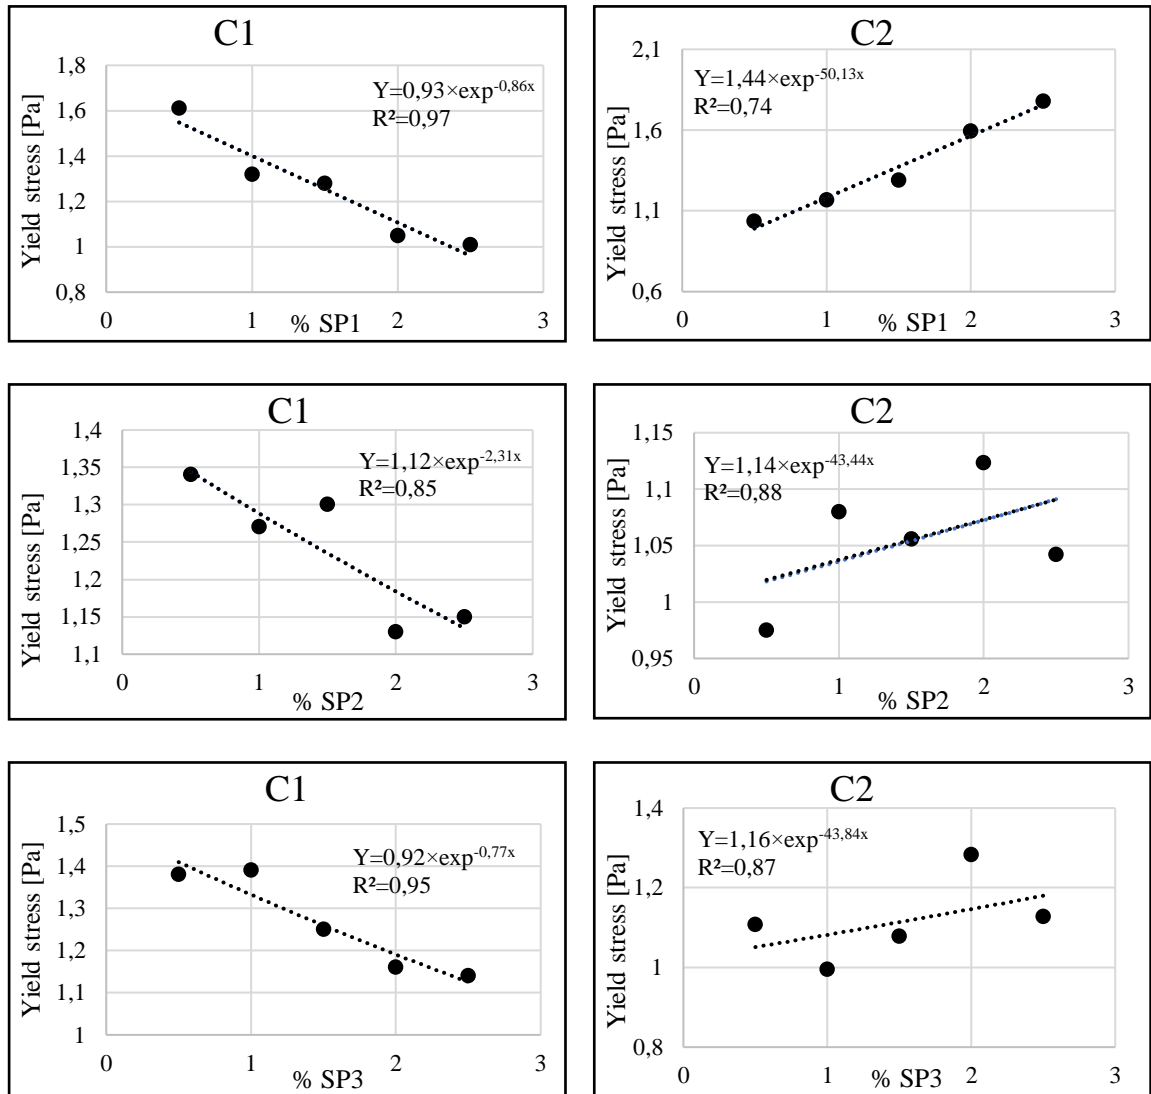 C1
Y=0,93×exp-0,86x
R²=0,97
Yield stress [Pa]
1,8
1,6
1,4
1,2
1
0,8
0
1
2
3
% SP1
C2
Y=1,44×exp-50,13x
R²=0,74
Yield stress [Pa]
2,1
1,6
1,1
0,6
0
1
2
3
% SP1
C1
Y=1,12×exp-2,31x
R²=0,85
Yield stress [Pa]
1,4
1,35
1,3
1,25
1,2
1,15
1,1
0
1
2
3
% SP2
C2
Y=1,14×exp-43,44x
R²=0,88
Yield stress [Pa]
1,15
1,1
1,05
1
0,95
0
1
2
3
% SP2
C1
Y=0,92×exp-0,77x
R²=0,95
Yield stress [Pa]
1,5
1,4
1,3
1,2
1,1
1
0
1
2
3
% SP3
C2
Y=1,16×exp-43,84x
R²=0,87
Yield stress [Pa]
1,4
1,2
1
0,8
0
1
2
3
% SP3